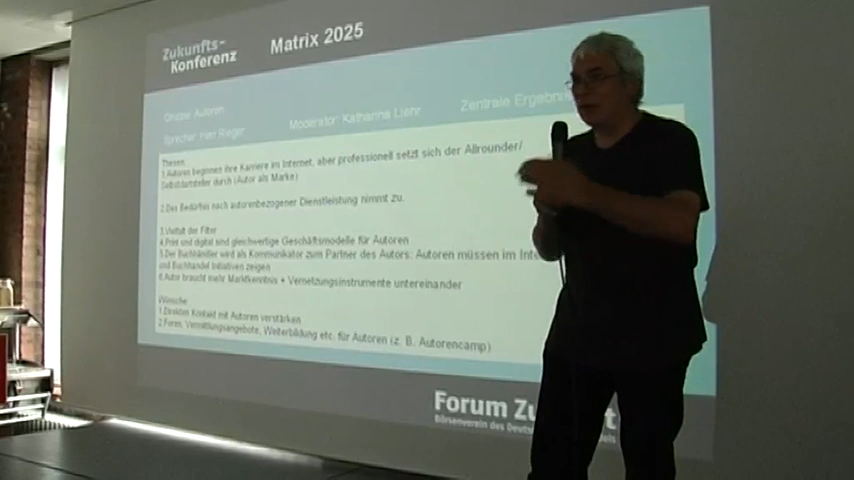 Zukunfts-
Konferenz
Matrix 2025
Gruppe: Autoren
Sprecher: Herr Rieger
Moderator: Katharina Liehr
Zentrale
Thesen:
1.Autoren beginnen ihre Karriere im Internet, aber professionell setzt sich der Allrounder/
Selbstdarsteller durch (Autor als Marke)
2.Das Bedürfnis nach autorenbezogener Dienstleistung nimmt zu.
3.Vielfalt der Filter
4.Print und digital sind gleichwertige Geschäftsmodelle für Autoren
5.Der Buchhändler wird als Kommunikator zum Partner des Autors: Autoren müssen im
und Buchhandel Initiativen zeigen
6.Autor braucht mehr Marktkenntnis + Vernetzungsinstrumente untereinander
Wünsche:
1.Direkten Kontakt mit Autoren verstärken
2.Foren, Vermittlungsangebote, Weiterbildung etc. für Autoren (z. B. Autorencamp)
Forum
Börsenverein des